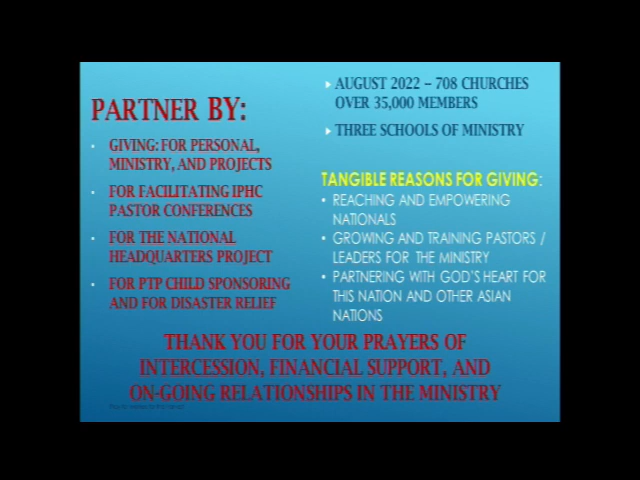 PARTNER BY:
• GIVING: FOR PERSONAL,
MINISTRY, AND PROJECTS
• FOR FACILITATING IPHC
PASTOR CONFERENCES
• FOR THE NATIONAL
HEADQUARTERS PROJECT
• FOR PTP CHILD SPONSORING
AND FOR DISASTER RELIEF
AUGUST 2022 – 708 CHURCHES
OVER 35,000 MEMBERS
THREE SCHOOLS OF MINISTRY
TANGIBLE REASONS FOR GIVING:
• REACHING AND EMPOWERING
NATIONALS
• GROWING AND TRAINING PASTORS /
LEADERS FOR THE MINISTRY
• PARTNERING WITH GOD'S HEART FOR
THIS NATION AND OTHER ASIAN
NATIONS
THANK YOU FOR YOUR PRAYERS OF
INTERCESSION, FINANCIAL SUPPORT, AND
ON-GOING RELATIONSHIPS IN THE MINISTRY